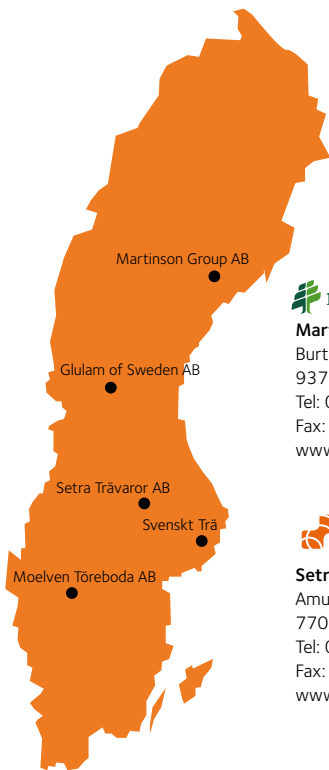 Martinson Group AB
Glulam of Sweden AB
Setra Trävaror AB
Svenskt Trä
Moelven Töreboda AB
Mar
Burt
937
Tel: 0
Fax:
www
Setr
Amu
770
Tel: 0
Fax:
www